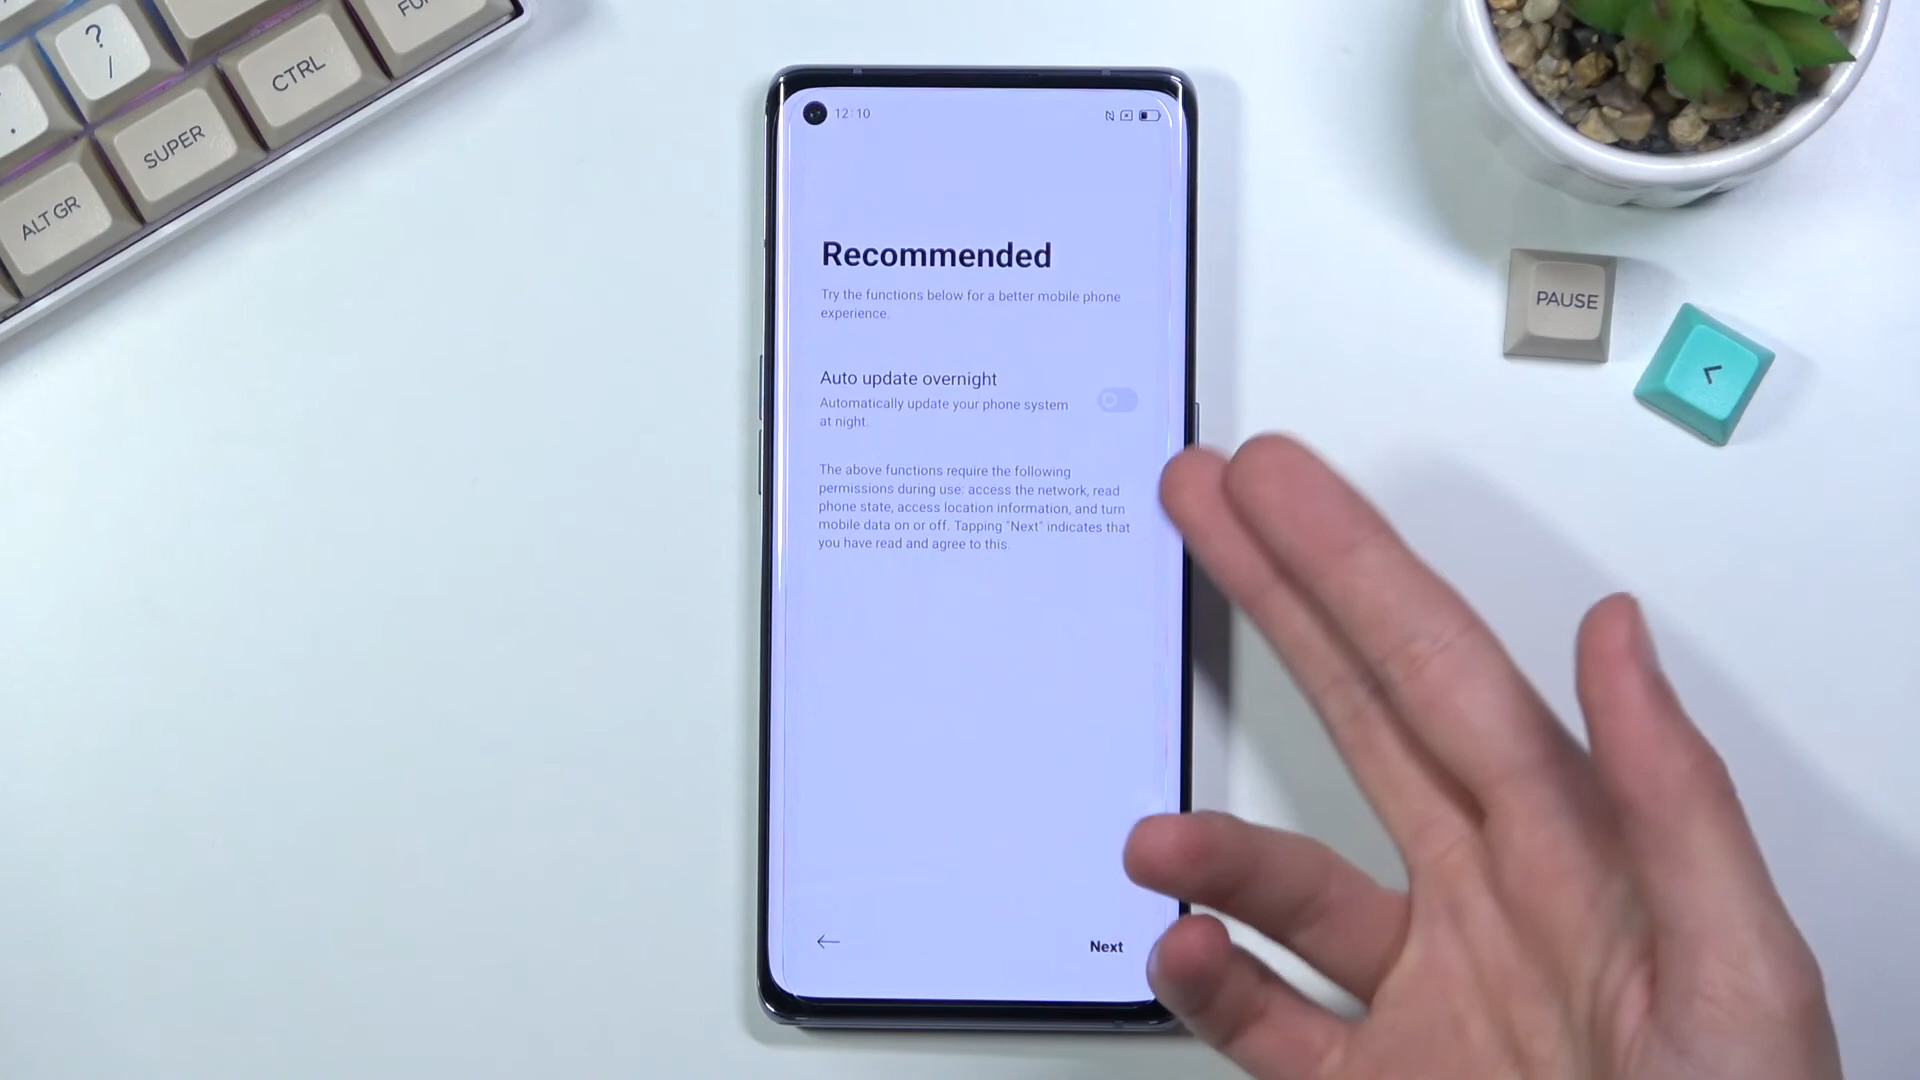 ?
/
CTRL
SUPER
ALT GR
12:10
Recommended
Try the functions below for a better mobile phone
experience.
Auto update overnight
Automatically update your phone system
at night.
The above functions require the following
permissions during use: access the network, read
phone state, access location information, and turn
mobile data on or off. Tapping "Next" indicates that
you have read and agree to this.
Next
PAUSE
<